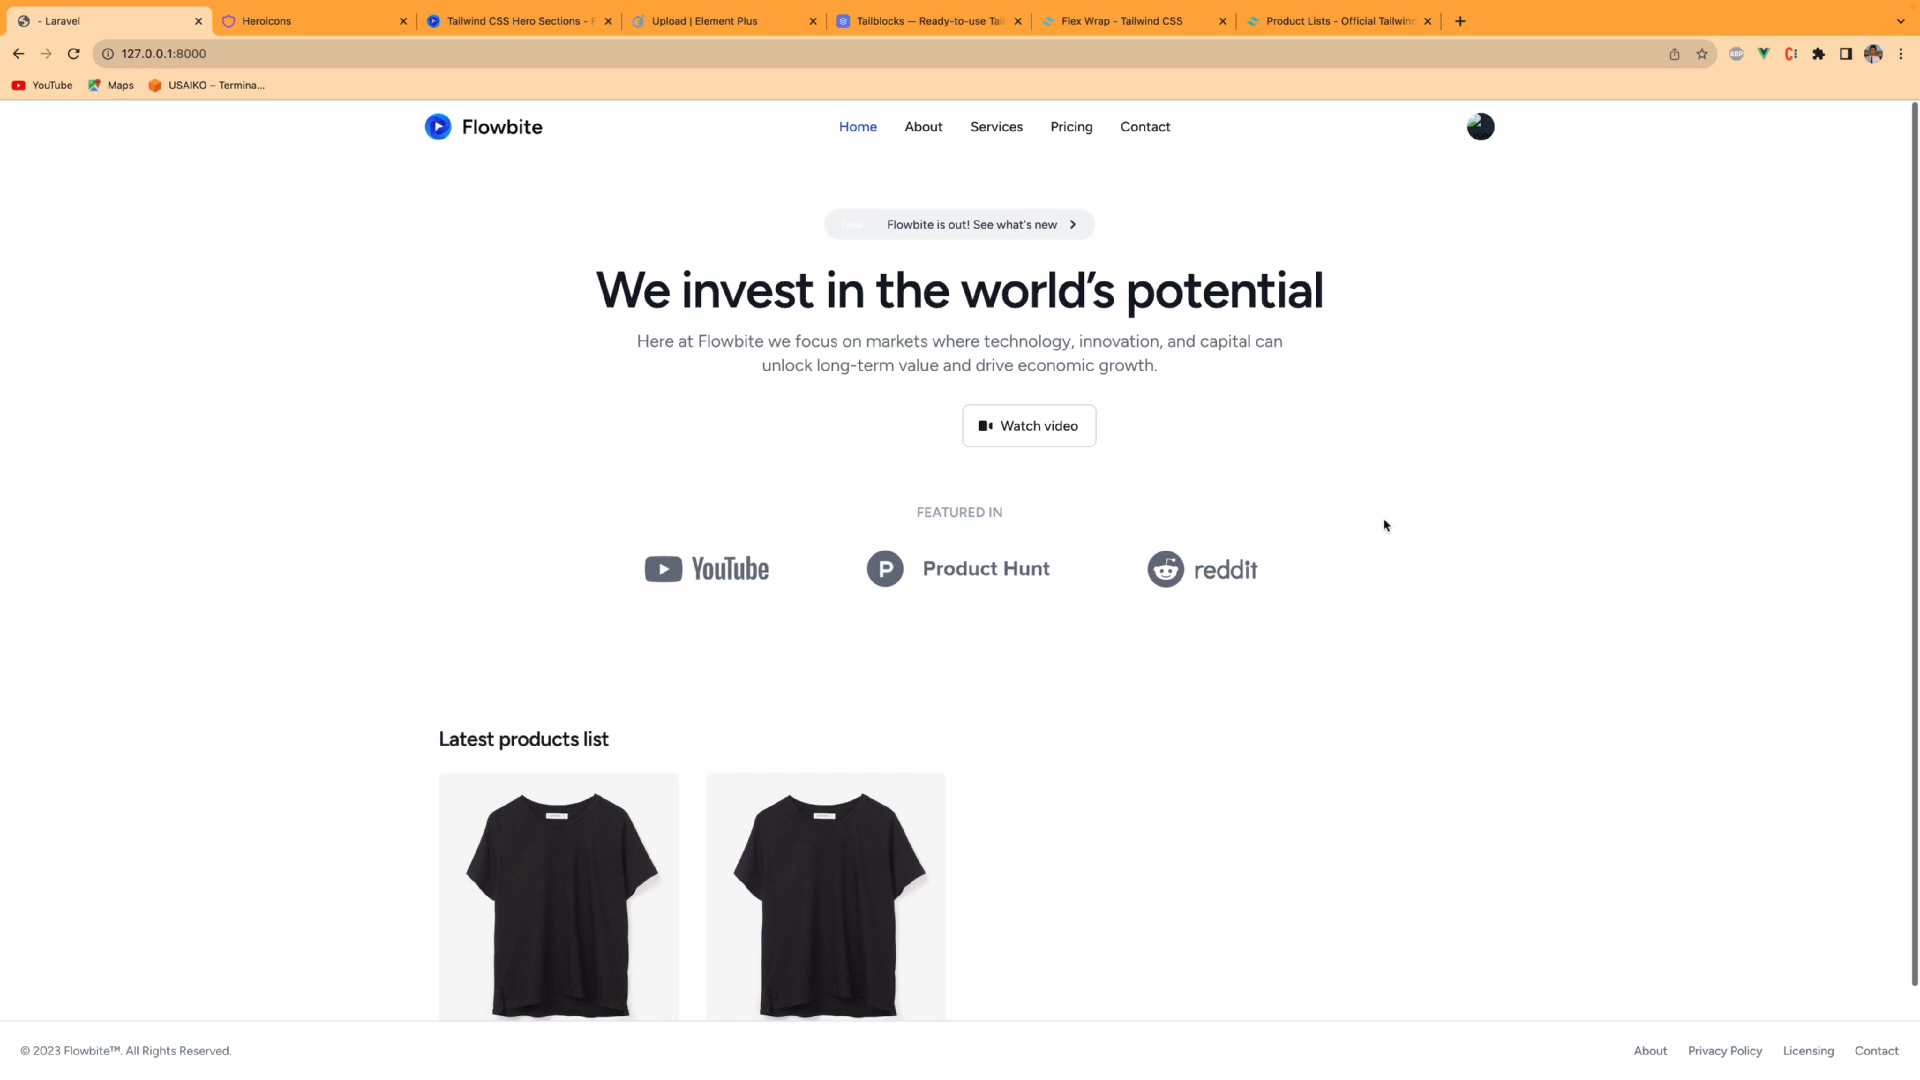 - Laravel
Heroicons
Tailwind CSS Hero Sections - F
Upload | Element Plus
Tailblocks — Ready-to-use Tail
Flex Wrap - Tailwind CSS
Product Lists - Official Tailwind
127.0.0.1:8000
YouTube
Maps
USAIKO – Termina...
Flowbite
Home
About
Services
Pricing
Contact
New
Flowbite is out! See what's new
We invest in the world’s potential
Here at Flowbite we focus on markets where technology, innovation, and capital can
unlock long-term value and drive economic growth.
Watch video
FEATURED IN
YouTube
P Product Hunt
reddit
Latest products list
© 2023 Flowbite™. All Rights Reserved.
About
Privacy Policy
Licensing
Contact